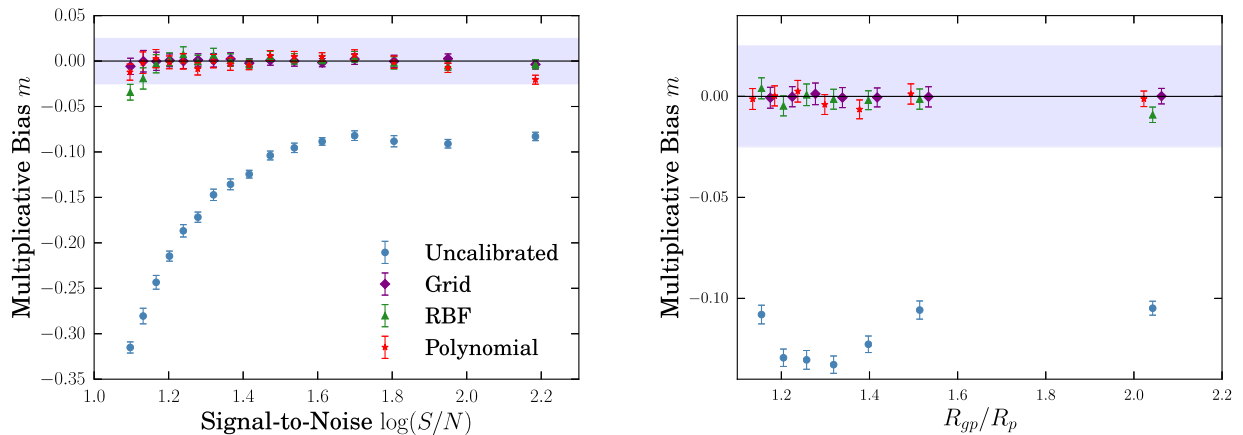 0.05
0.00
−0.05
−0.10
−0.15
−0.20
−0.25
−0.30
−0.35
Multiplicative Bias m
1.0 1.2 1.4 1.6 1.8 2.0 2.2
Signal-to-Noise log(S/N)
Uncalibrated
Grid
RBF
Polynomial
0.00
−0.05
−0.10
Multiplicative Bias m
1.2 1.4 1.6 1.8 2.0 2.2
R_{gp}/R_p